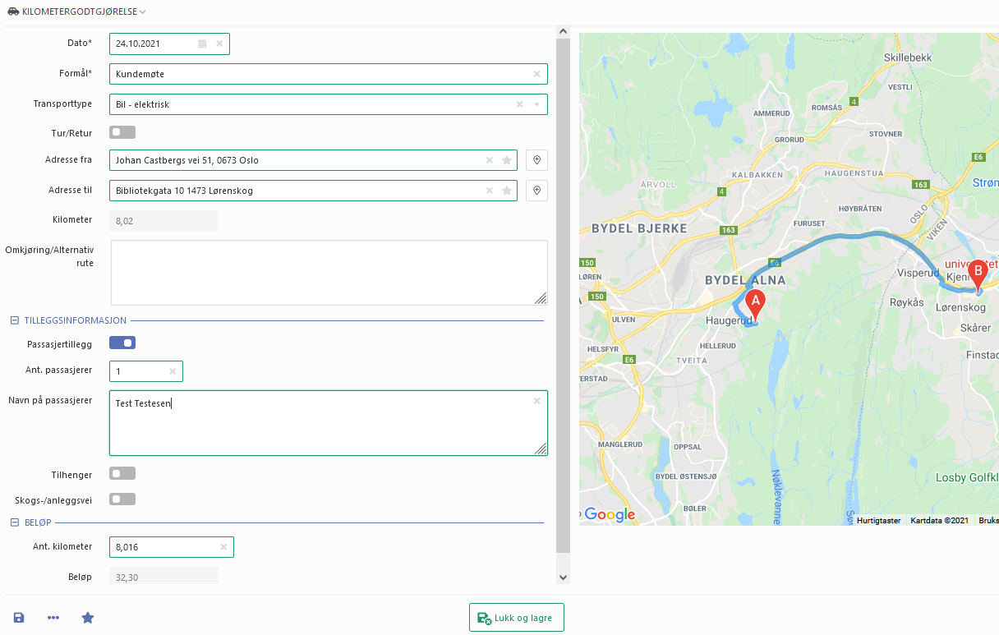 KILOMETERGODTGJØRELSE
Dato* 24.10.2021
Formål* Kundemøte
Transporttype Bil - elektrisk
Tur/Retur
Adresse fra Johan Castbergs vei 51, 0673 Oslo
Adresse til Bibliotekgata 10 1473 Lørenskog
Kilometer 8,02
Omkjøring/Alternativ
rute
TILLEGGSINFORMASJON
Passasjertillegg
Ant. passasjerer 1
Navn på passasjerer Test Testesen
Tilhenger
Skogs-/anleggsvei
BELØP
Ant. kilometer 8,016
Beløp 32,30
Lukk og lagre
Skillebekk
VESTLI
4
ROMSÅS
AMMERUD
STOVNER
GRORUD
E6
KALBAKKEN
HAUGENSTUA
ÅRVOLL
163
Strøn
4
HØYBRÅTEN
OSLO
VIKEN
FURUSET
BYDEL BJERKE
163
150
E6
universitet
B
Visperud
Kjenn
LØREN
BYDEL ALNA
150
A
Røykås
Lørenskog
ULVEN
Haugerud
Skårer
HELSFYR
HELLERUD
E6
TVEITA
Finstad
ERSTAD
MANGLERUD
OPPSAL
BYDEL ØSTENSJØ
Losby Golfkl
Nøklevanne
BØLER
Google
Hurtigtaster Kartdata ©2021 Bruks